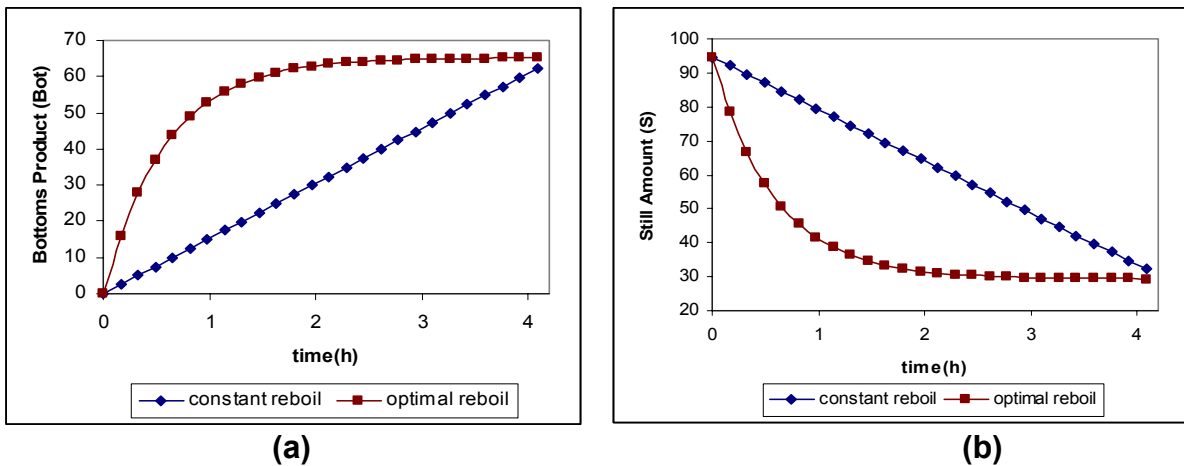 70
60
50
40
30
20
10
0
Bottoms Product (Bot)
0 1 2 3 4
time(h)
constant reboil optimal reboil
(a)
100
90
80
70
60
50
40
30
20
Still Amount (S)
0 1 2 3 4
time(h)
constant reboil optimal reboil
(b)